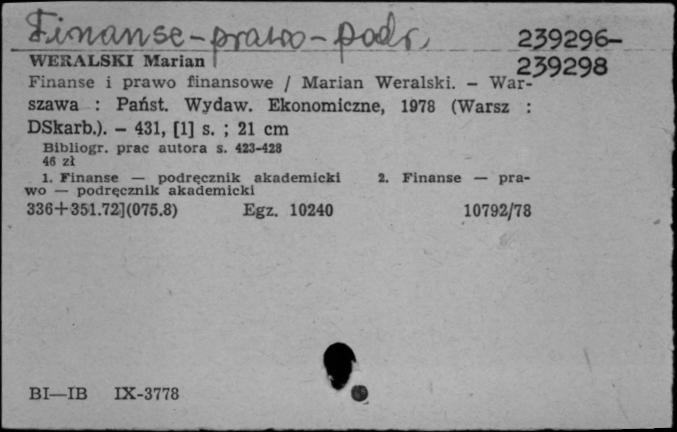 Finanse – prawo – podr.
239296–
239298
WERALSKI Marian
Finanse i prawo finansowe / Marian Weralski. – War-
szawa : Państ. Wydaw. Ekonomiczne, 1978 (Warsz :
DSkarb.). – 431, [1] s. ; 21 cm
Bibliogr. prac autora s. 423-428
46 zł
1. Finanse — podręcznik akademicki 2. Finanse — pra-
wo — podręcznik akademicki
336+351.72](075.8) Egz. 10240 10792/78
BI—IB IX-3778